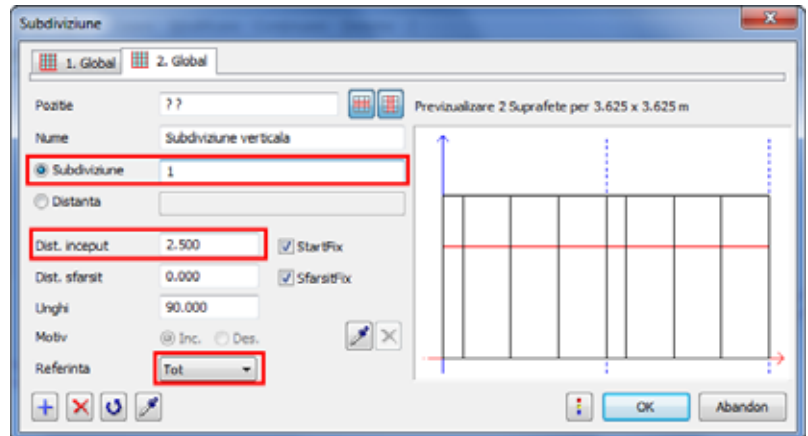 Subdiviziune
1. Global 2. Global
Pozitie ? ?
Previzualizare 2 Suprafete per 3.625 x 3.625 m
Nume Subdiviziune verticala
Subdiviziune 1
Distanta
Dist. inceput 2.500 StartFix
Dist. sfarsit 0.000 SfarsitFix
Unghi 90.000
Motiv Inc. Des.
Referinta Tot
OK Abandon